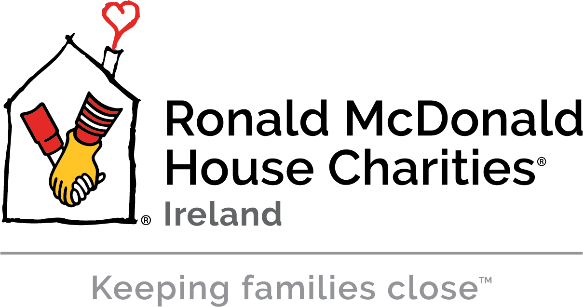 Ronald McDonald
House Charities®
® Ireland
Keeping families close™